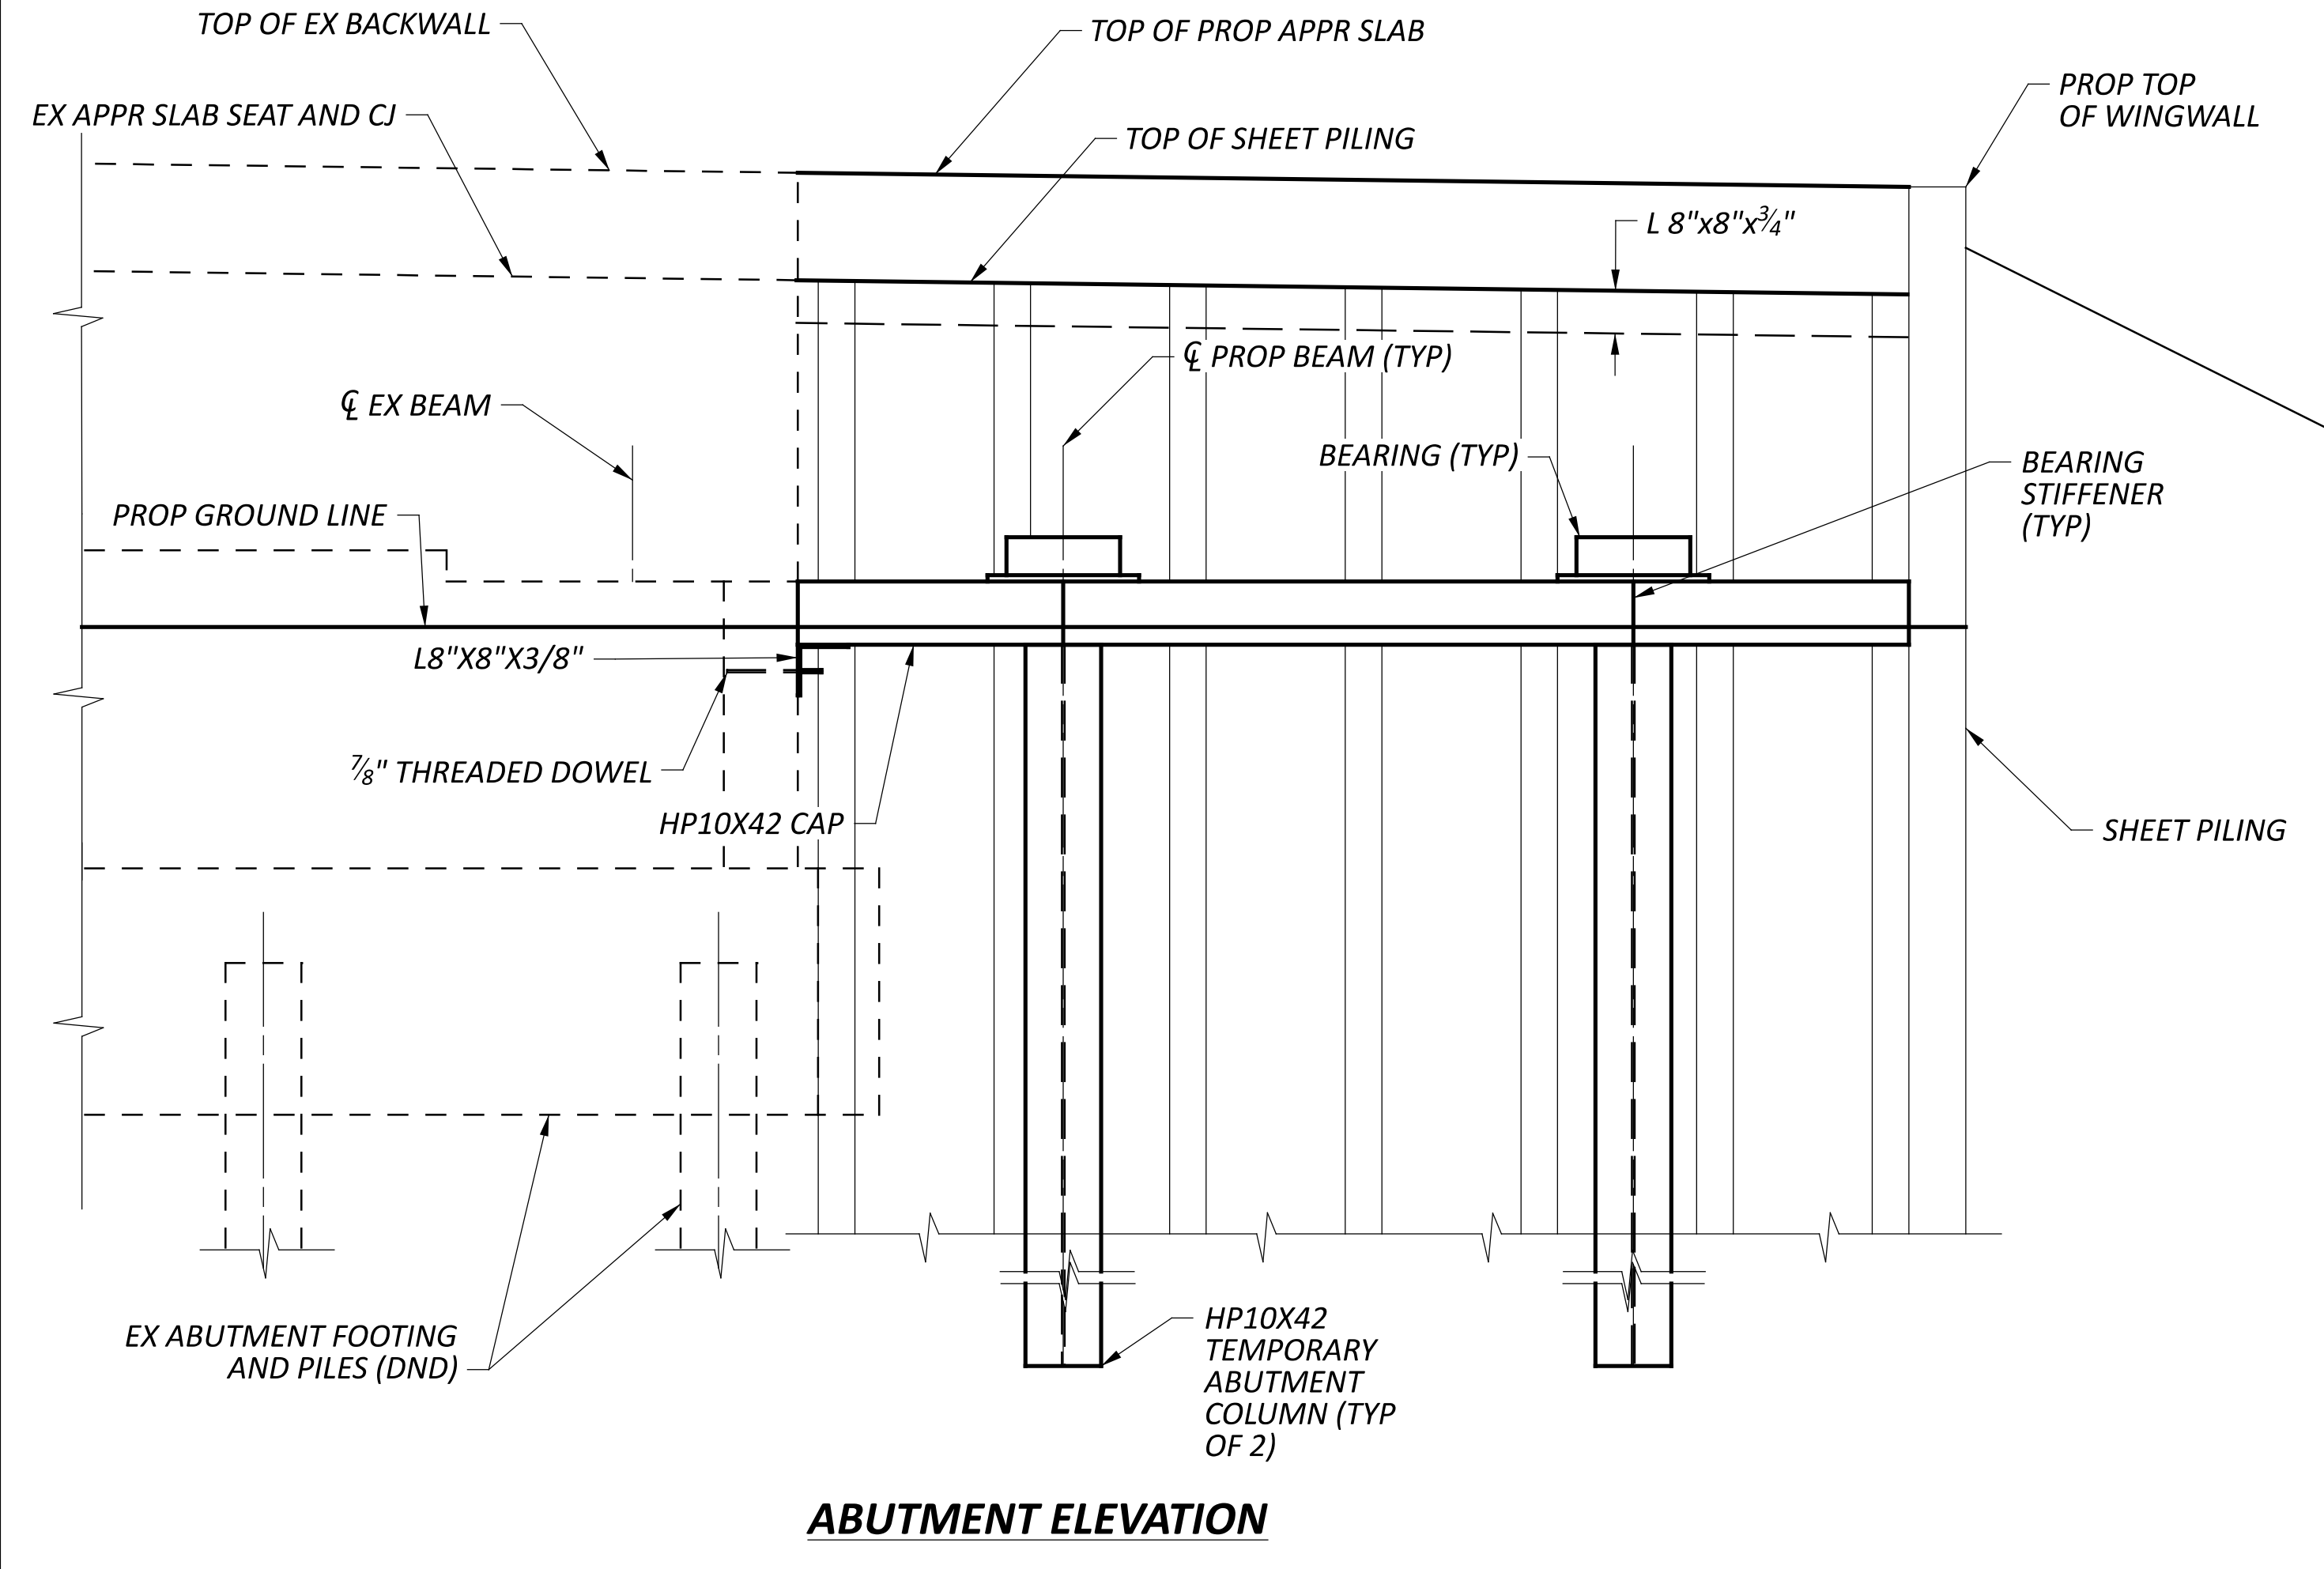 TOP OF EX BACKWALL
TOP OF PROP APPR SLAB
PROP TOP
OF WINGWALL
EX APPR SLAB SEAT AND CJ
TOP OF SHEET PILING
L 8"x8"x¾"
℄ PROP BEAM (TYP)
℄ EX BEAM
BEARING (TYP)
BEARING
STIFFENER
(TYP)
PROP GROUND LINE
L8"X8"X3/8"
⅞" THREADED DOWEL
HP10X42 CAP
SHEET PILING
EX ABUTMENT FOOTING
AND PILES (DND)
HP10X42
TEMPORARY
ABUTMENT
COLUMN (TYP
OF 2)
ABUTMENT ELEVATION